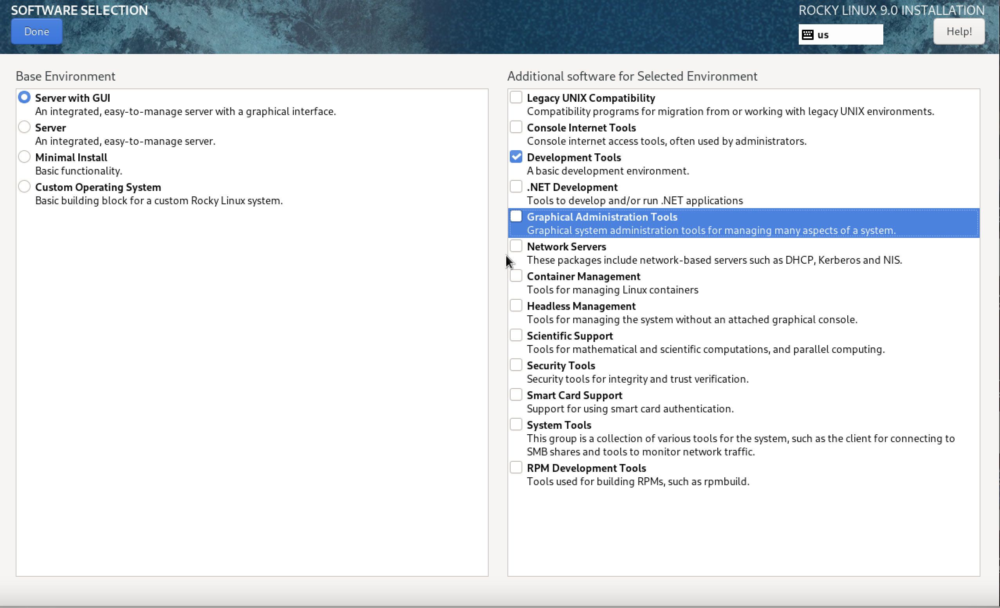 SOFTWARE SELECTION
Done
ROCKY LINUX 9.0 INSTALLATION
us
Help!
Base Environment
Server with GUI
An integrated, easy-to-manage server with a graphical interface.
Server
An integrated, easy-to-manage server.
Minimal Install
Basic functionality.
Custom Operating System
Basic building block for a custom Rocky Linux system.
Additional software for Selected Environment
Legacy UNIX Compatibility
Compatibility programs for migration from or working with legacy UNIX environments.
Console Internet Tools
Console internet access tools, often used by administrators.
Development Tools
A basic development environment.
.NET Development
Tools to develop and/or run .NET applications
Graphical Administration Tools
Graphical system administration tools for managing many aspects of a system.
Network Servers
These packages include network-based servers such as DHCP, Kerberos and NIS.
Container Management
Tools for managing Linux containers
Headless Management
Tools for managing the system without an attached graphical console.
Scientific Support
Tools for mathematical and scientific computations, and parallel computing.
Security Tools
Security tools for integrity and trust verification.
Smart Card Support
Support for using smart card authentication.
System Tools
This group is a collection of various tools for the system, such as the client for connecting to
SMB shares and tools to monitor network traffic.
RPM Development Tools
Tools used for building RPMs, such as rpmbuild.